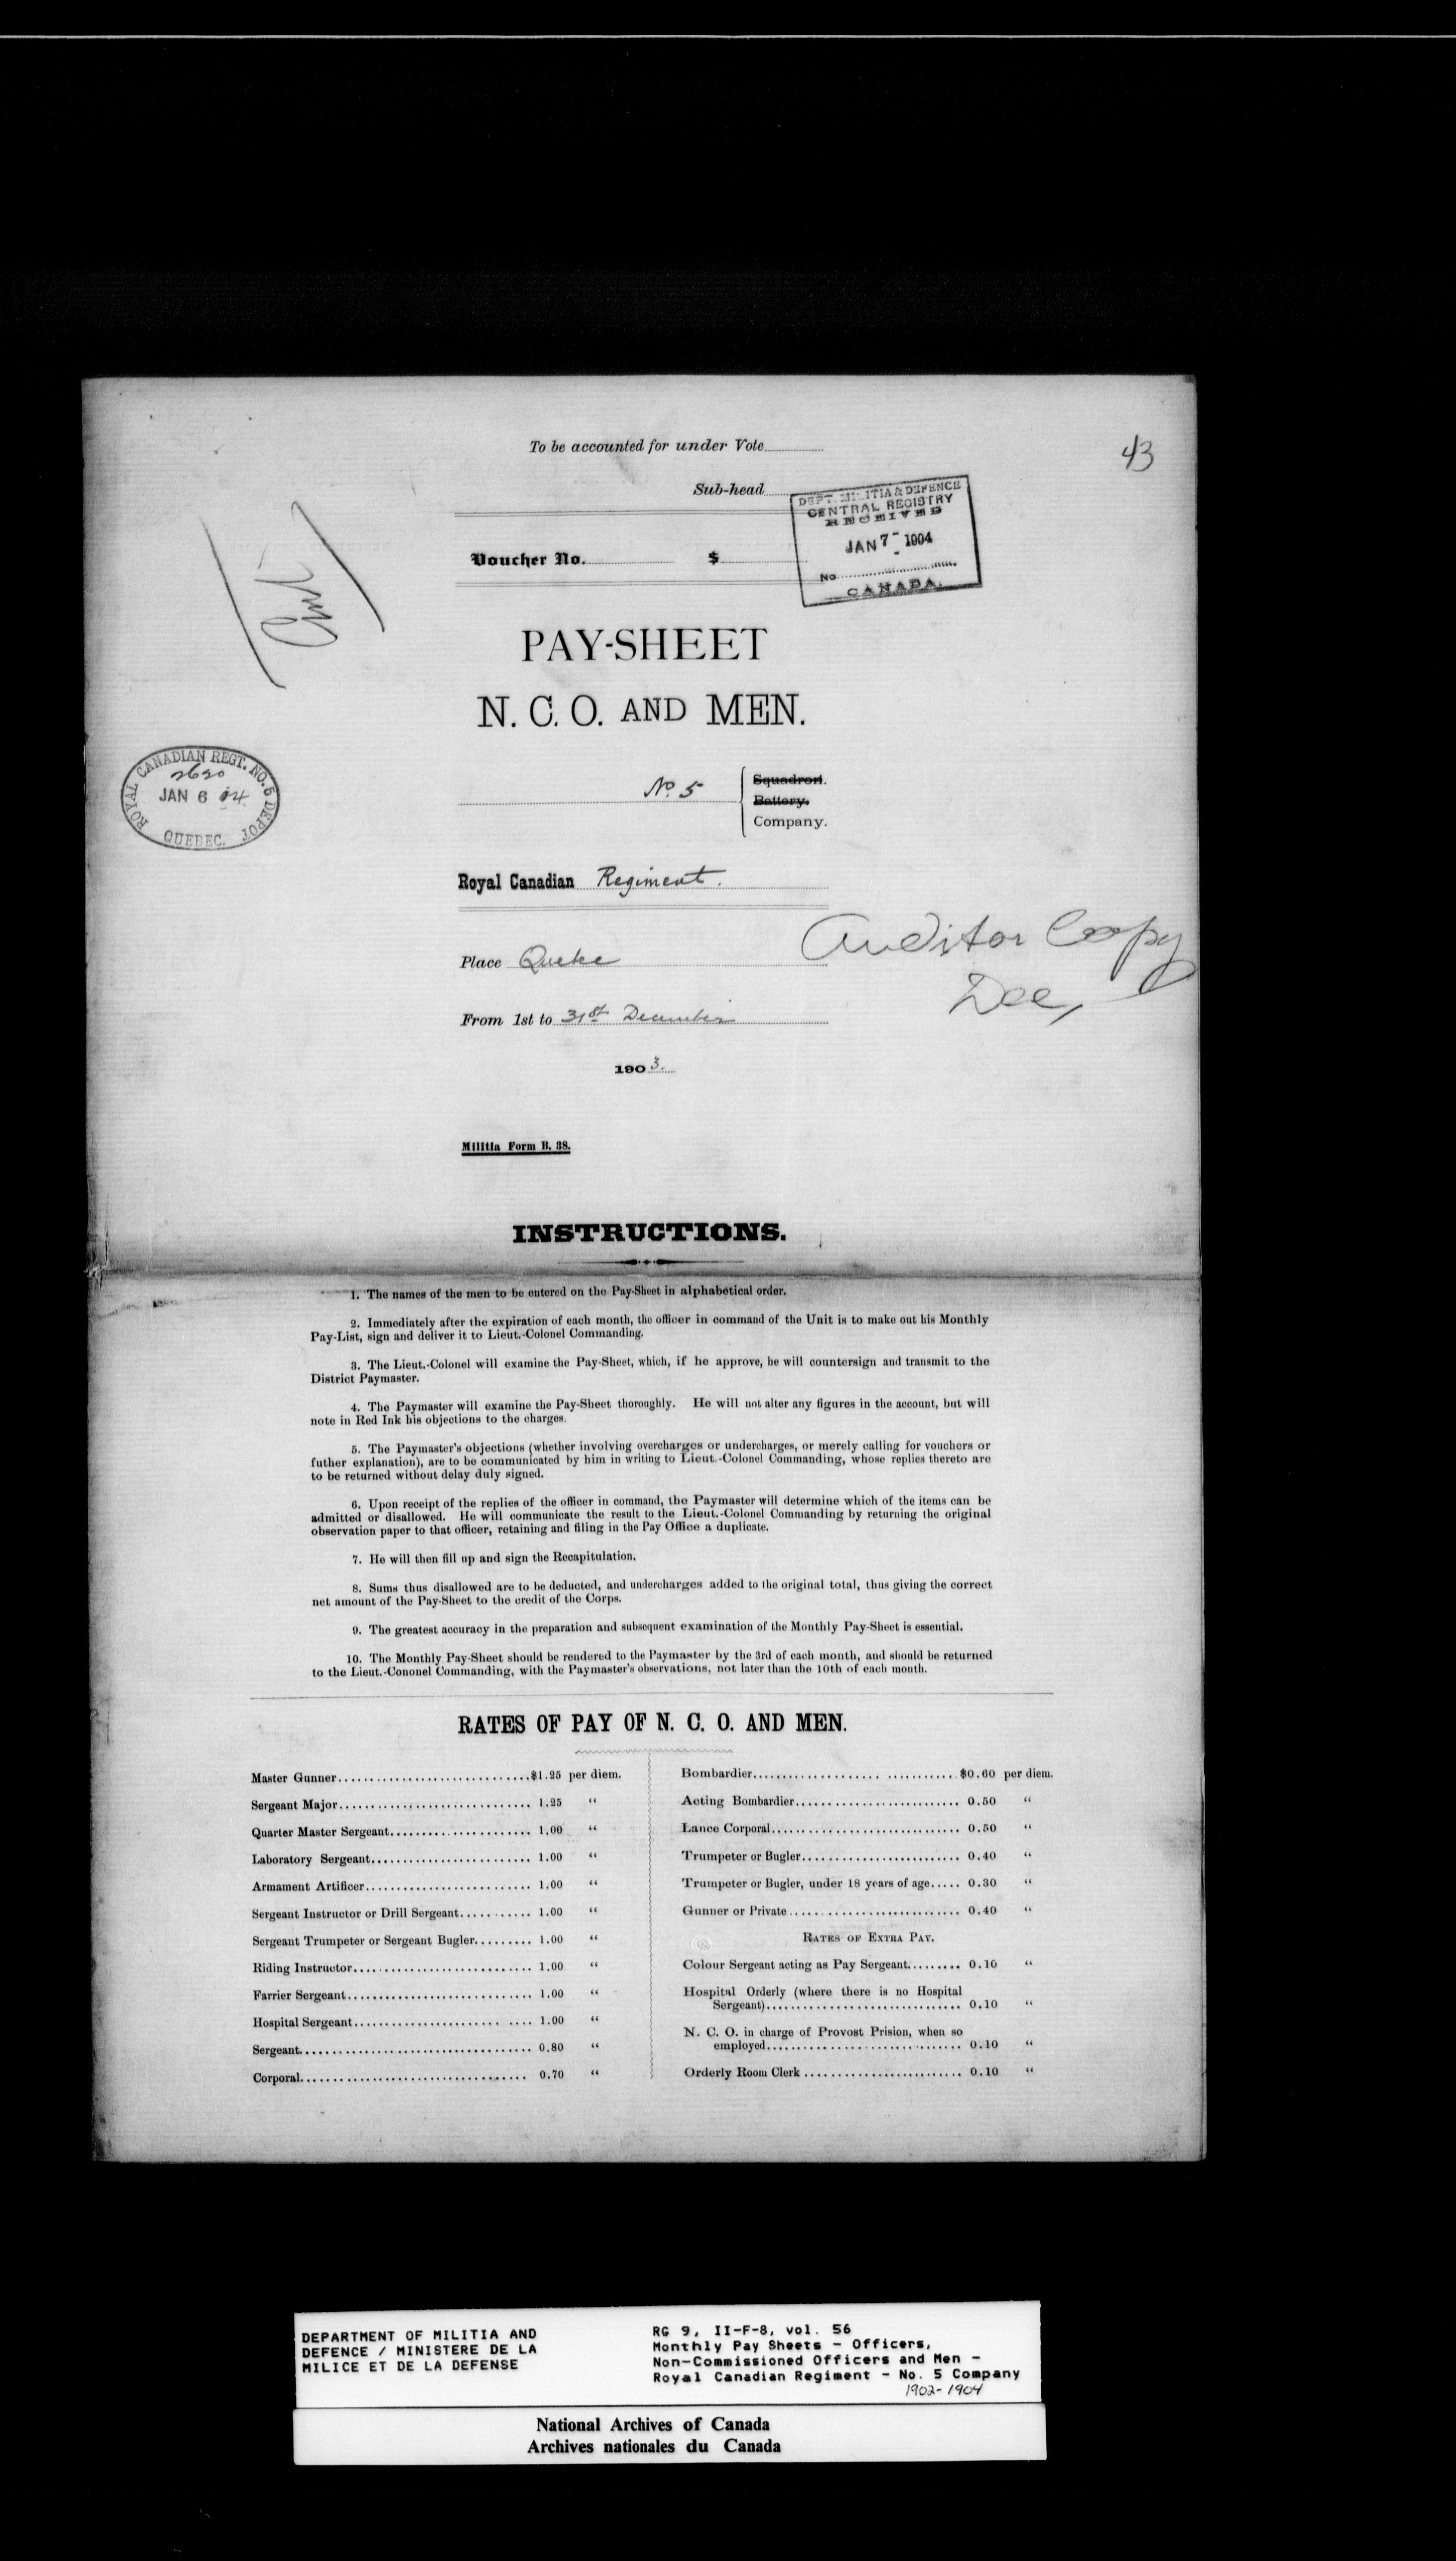 To be accounted for under Vote
43
Sub-head
DEPT. MILITIA & DEFENCE
CENTRAL REGISTRY
RECEIVED
JAN 7 - 1904
No
CANADA.
Voucher No. $
PAY-SHEET
N. C. O. AND MEN.
ROYAL CANADIAN REGT. NO. 5 DEPOT
2620
JAN 6 04
QUEBEC.
No. 5
Squadron.
Battery.
Company.
Royal Canadian Regiment.
Auditor Copy
Dec,
Place Quebec
From 1st to 31st December
1903.
Militia Form B. 38.
INSTRUCTIONS.
1. The names of the men to be entered on the Pay-Sheet in alphabetical order.
2. Immediately after the expiration of each month, the officer in command of the Unit is to make out his Monthly
Pay-List, sign and deliver it to Lieut.-Colonel Commanding.
3. The Lieut.-Colonel will examine the Pay-Sheet, which, if he approve, he will countersign and transmit to the
District Paymaster.
4. The Paymaster will examine the Pay-Sheet thoroughly. He will not alter any figures in the account, but will
note in Red Ink his objections to the charges.
5. The Paymaster's objections (whether involving overcharges or undercharges, or merely calling for vouchers or
futher explanation), are to be communicated by him in writing to Lieut.-Colonel Commanding, whose replies thereto are
to be returned without delay duly signed.
6. Upon receipt of the replies of the officer in command, the Paymaster will determine which of the items can be
admitted or disallowed. He will communicate the result to the Lieut.-Colonel Commanding by returning the original
observation paper to that officer, retaining and filing in the Pay Office a duplicate.
7. He will then fill up and sign the Recapitulation.
8. Sums thus disallowed are to be deducted, and undercharges added to the original total, thus giving the correct
net amount of the Pay-Sheet to the credit of the Corps.
9. The greatest accuracy in the preparation and subsequent examination of the Monthly Pay-Sheet is essential.
10. The Monthly Pay-Sheet should be rendered to the Paymaster by the 3rd of each month, and should be returned
to the Lieut.-Cononel Commanding, with the Paymaster's observations, not later than the 10th of each month.
RATES OF PAY OF N. C. O. AND MEN.
Master Gunner $1.25 per diem.
Sergeant Major 1.25 "
Quarter Master Sergeant 1.00 "
Laboratory Sergeant 1.00 "
Armament Artificer 1.00 "
Sergeant Instructor or Drill Sergeant 1.00 "
Sergeant Trumpeter or Sergeant Bugler 1.00 "
Riding Instructor 1.00 "
Farrier Sergeant 1.00 "
Hospital Sergeant 1.00 "
Sergeant 0.80 "
Corporal 0.70 "
Bombardier $0.60 per diem.
Acting Bombardier 0.50 "
Lance Corporal 0.50 "
Trumpeter or Bugler 0.40 "
Trumpeter or Bugler, under 18 years of age 0.30 "
Gunner or Private 0.40 "
RATES OF EXTRA PAY.
Colour Sergeant acting as Pay Sergeant 0.10 "
Hospital Orderly (where there is no Hospital
Sergeant) 0.10 "
N. C. O. in charge of Provost Prision, when so
employed 0.10 "
Orderly Room Clerk 0.10 "
DEPARTMENT OF MILITIA AND
DEFENCE / MINISTERE DE LA
MILICE ET DE LA DEFENSE
RG 9, II-F-8, vol. 56
Monthly Pay Sheets - Officers,
Non-Commissioned Officers and Men -
Royal Canadian Regiment - No. 5 Company
1902-1904
National Archives of Canada
Archives nationales du Canada